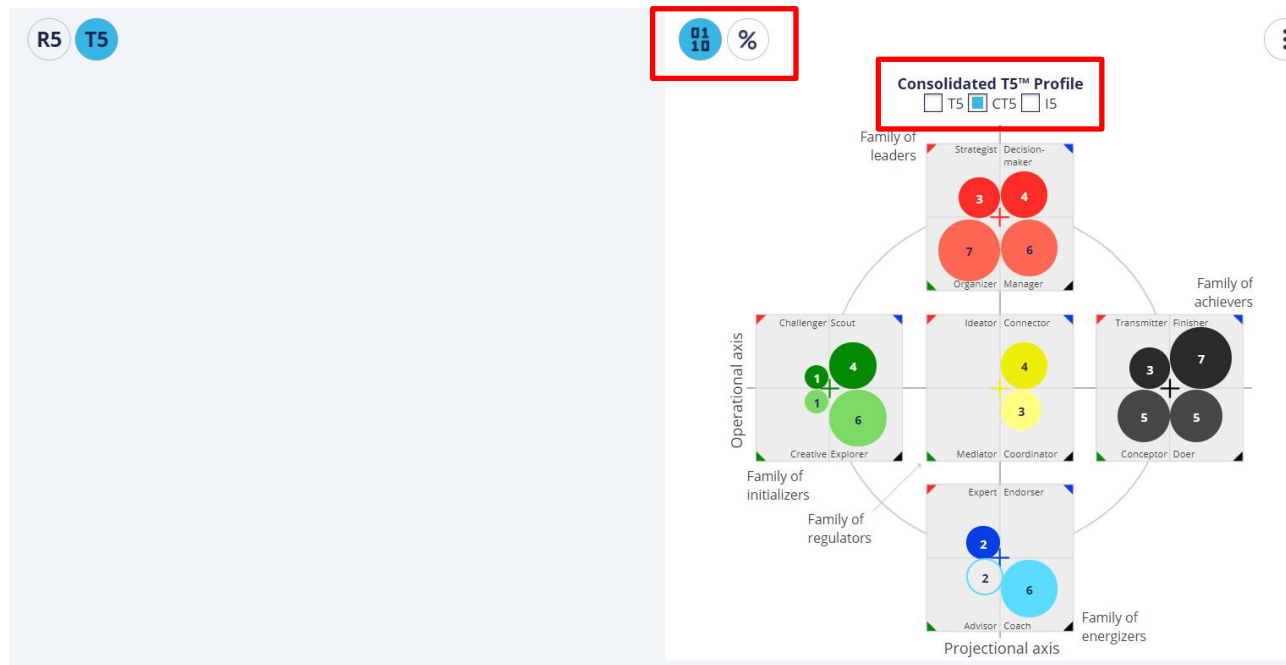 R5
T5
01
10
%
Consolidated T5™ Profile
T5 CT5 I5
Family of
leaders
Strategist Decision-
maker
3
4
7
6
Organizer Manager
Family of
achievers
Operational axis
Challenger Scout
1
4
1
6
Creative Explorer
Ideator Connector
4
3
Mediator Coordinator
Transmitter Finisher
3
7
5
5
Conceptor Doer
Family of
initializers
Family of
regulators
Expert Endorser
2
2
6
Advisor Coach
Family of
energizers
Projectional axis